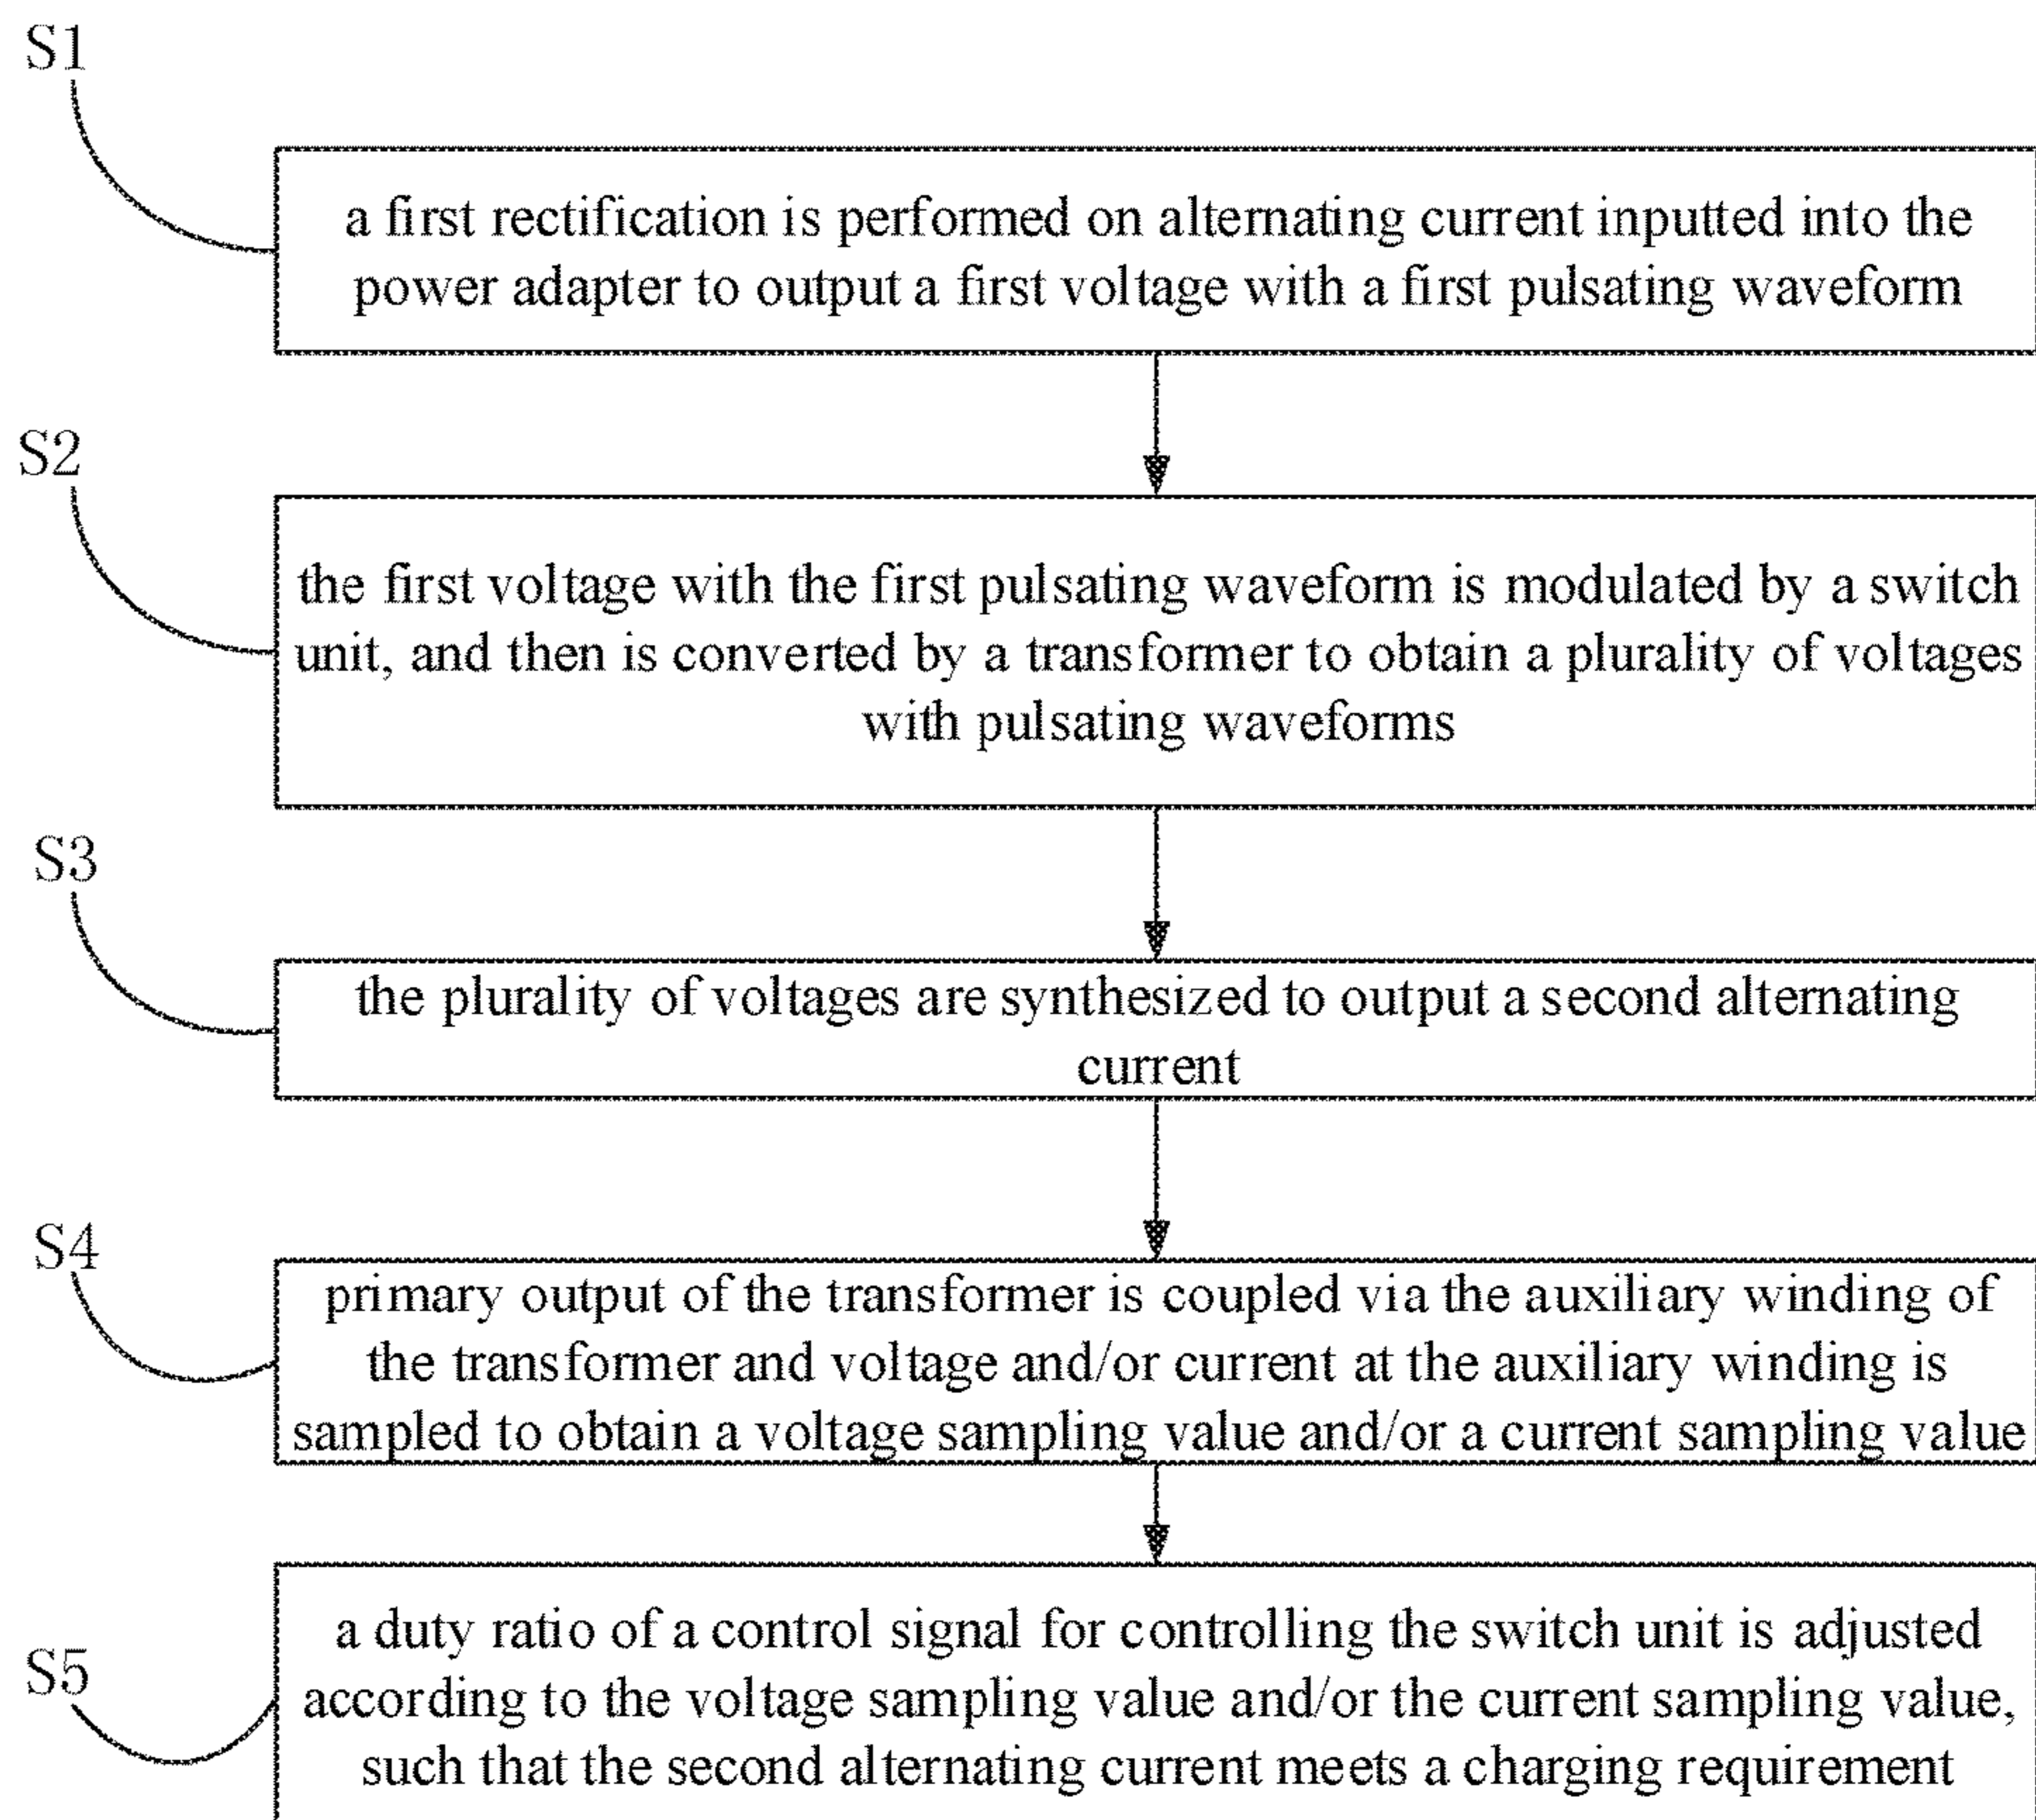 S1
a first rectification is performed on alternating current inputted into the
power adapter to output a first voltage with a first pulsating waveform
S2
the first voltage with the first pulsating waveform is modulated by a switch
unit, and then is converted by a transformer to obtain a plurality of voltages
with pulsating waveforms
S3
the plurality of voltages are synthesized to output a second alternating
current
S4
primary output of the transformer is coupled via the auxiliary winding of
the transformer and voltage and/or current at the auxiliary winding is
sampled to obtain a voltage sampling value and/or a current sampling value
S5
a duty ratio of a control signal for controlling the switch unit is adjusted
according to the voltage sampling value and/or the current sampling value,
such that the second alternating current meets a charging requirement